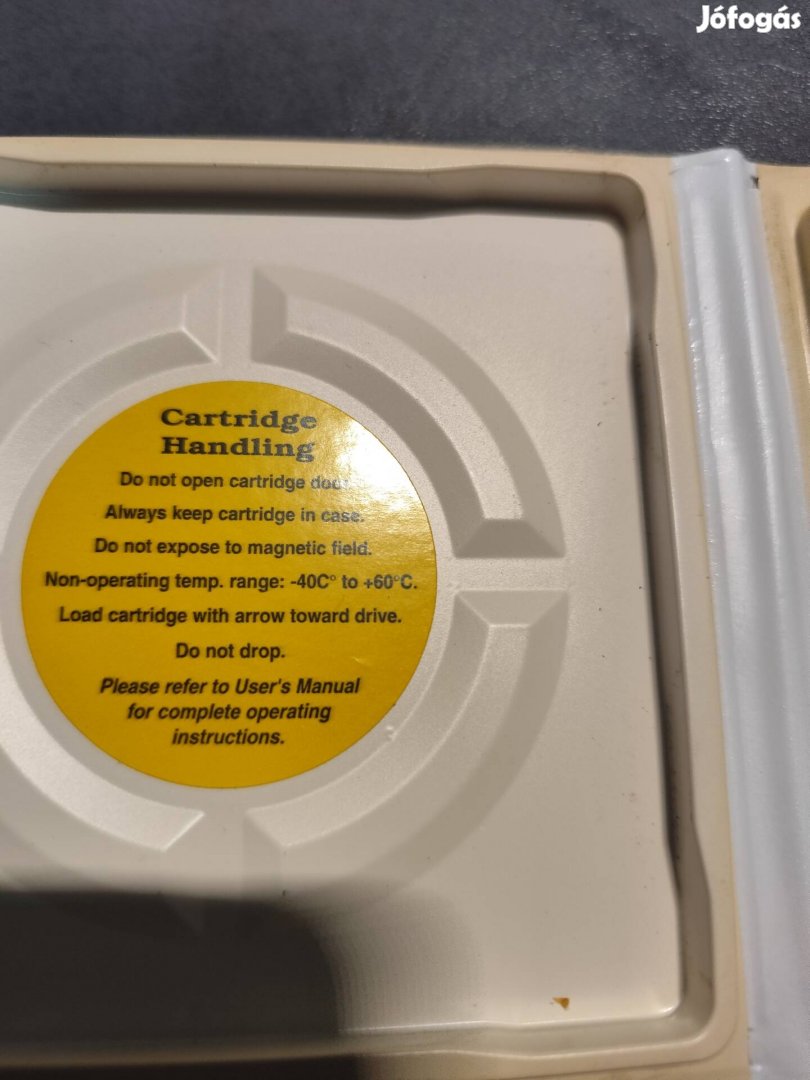 Jófogás
Cartridge
Handling
Do not open cartridge door.
Always keep cartridge in case.
Do not expose to magnetic field.
Non-operating temp. range: -40C° to +60°C.
Load cartridge with arrow toward drive.
Do not drop.
Please refer to User's Manual
for complete operating
instructions.